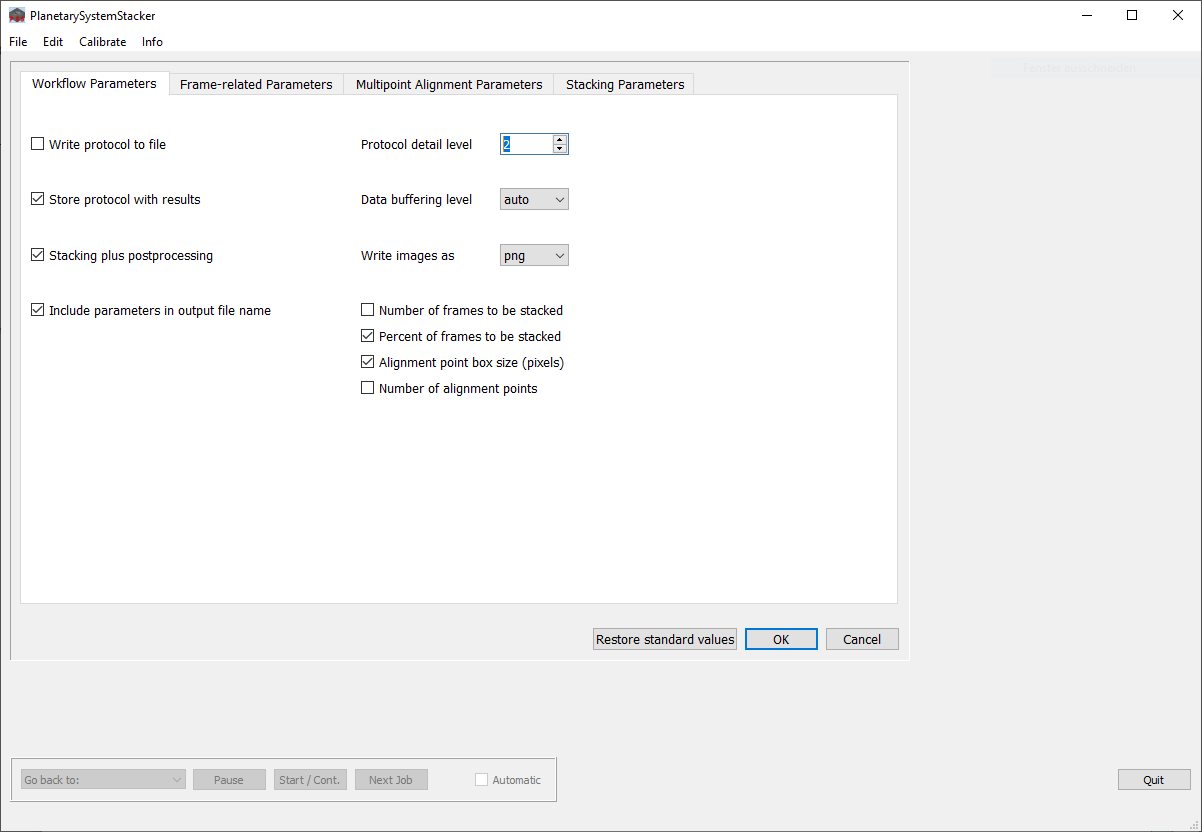 PlanetarySystemStacker
File Edit Calibrate Info
Workflow Parameters Frame-related Parameters Multipoint Alignment Parameters Stacking Parameters
Write protocol to file Protocol detail level 2
Store protocol with results Data buffering level auto
Stacking plus postprocessing Write images as png
Include parameters in output file name Number of frames to be stacked
Percent of frames to be stacked
Alignment point box size (pixels)
Number of alignment points
Restore standard values OK Cancel
Go back to: Pause Start / Cont. Next Job Automatic Quit